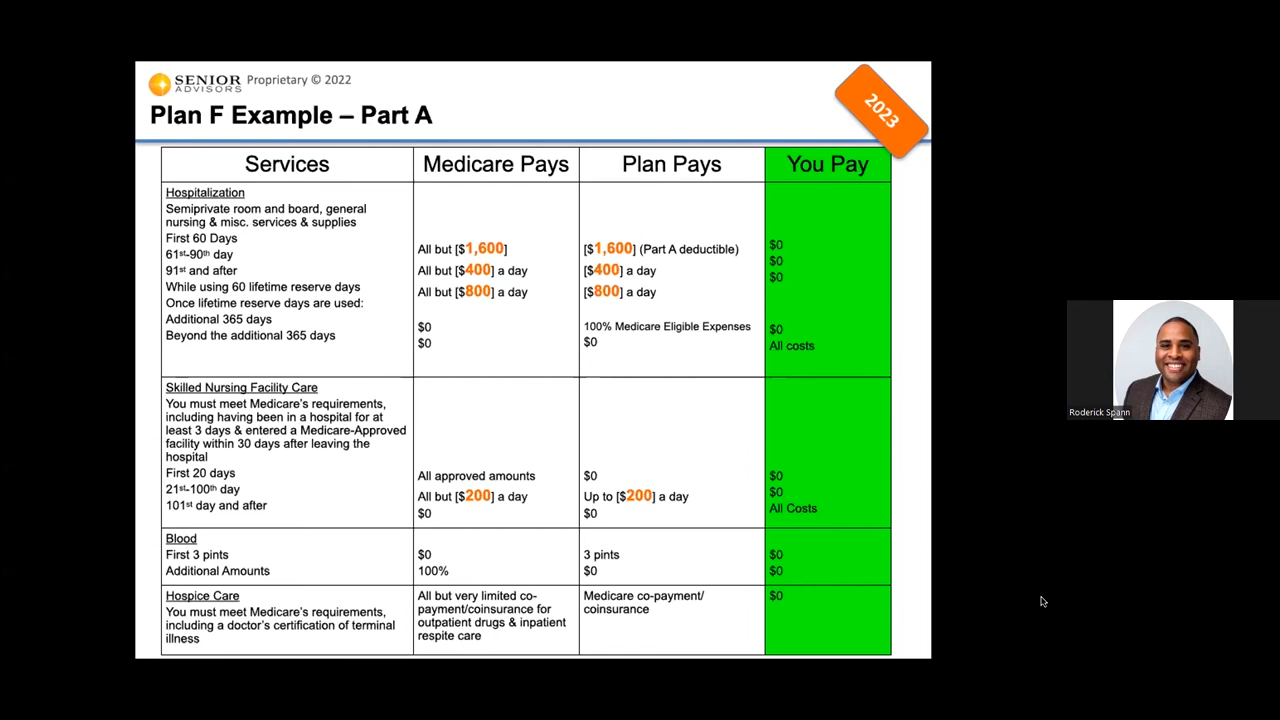 SENIOR
ADVISORS
Proprietary © 2022
Plan F Example – Part A
2023
Services
Medicare Pays
Plan Pays
You Pay
Hospitalization
Semiprivate room and board, general
nursing & misc. services & supplies
First 60 Days
61st-90th day
91st and after
While using 60 lifetime reserve days
Once lifetime reserve days are used:
Additional 365 days
Beyond the additional 365 days
All but [$1,600]
All but [$400] a day
All but [$800] a day
$0
$0
[$1,600] (Part A deductible)
[$400] a day
[$800] a day
100% Medicare Eligible Expenses
$0
$0
$0
$0
$0
All costs
Skilled Nursing Facility Care
You must meet Medicare's requirements,
including having been in a hospital for at
least 3 days & entered a Medicare-Approved
facility within 30 days after leaving the
hospital
First 20 days
21st-100th day
101st day and after
All approved amounts
All but [$200] a day
$0
$0
Up to [$200] a day
$0
$0
$0
All Costs
Blood
First 3 pints
Additional Amounts
$0
100%
3 pints
$0
$0
$0
Hospice Care
You must meet Medicare's requirements,
including a doctor's certification of terminal
illness
All but very limited co-
payment/coinsurance for
outpatient drugs & inpatient
respite care
Medicare co-payment/
coinsurance
$0
Roderick Spann